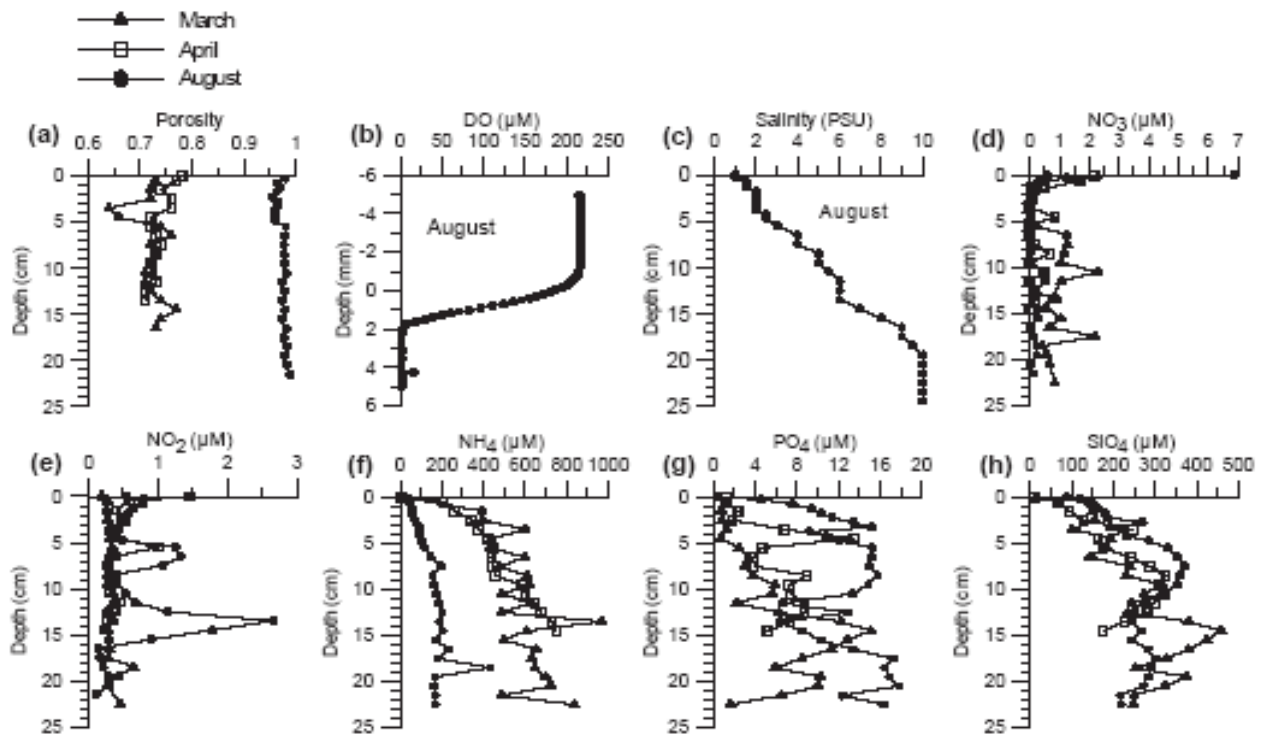 March
April
August
(a) Porosity
0.6 0.7 0.8 0.9 1
0
5
10
15
20
25
Depth (cm)
(b) DO (µM)
0 50 100 150 200 250
-6
-4
-2
0
2
4
6
Depth (mm)
August
(c) Salinity (PSU)
0 2 4 6 8 10
0
5
10
15
20
25
Depth (cm)
August
(d) NO3 (µM)
0 1 2 3 4 5 6 7
0
5
10
15
20
25
Depth (cm)
(e) NO2 (µM)
0 1 2 3
0
5
10
15
20
25
Depth (cm)
(f) NH4 (µM)
0 200 400 600 800 1000
0
5
10
15
20
25
Depth (cm)
(g) PO4 (µM)
0 4 8 12 16 20
0
5
10
15
20
25
Depth (cm)
(h) SIO4 (µM)
0 100 200 300 400 500
0
5
10
15
20
25
Depth (cm)